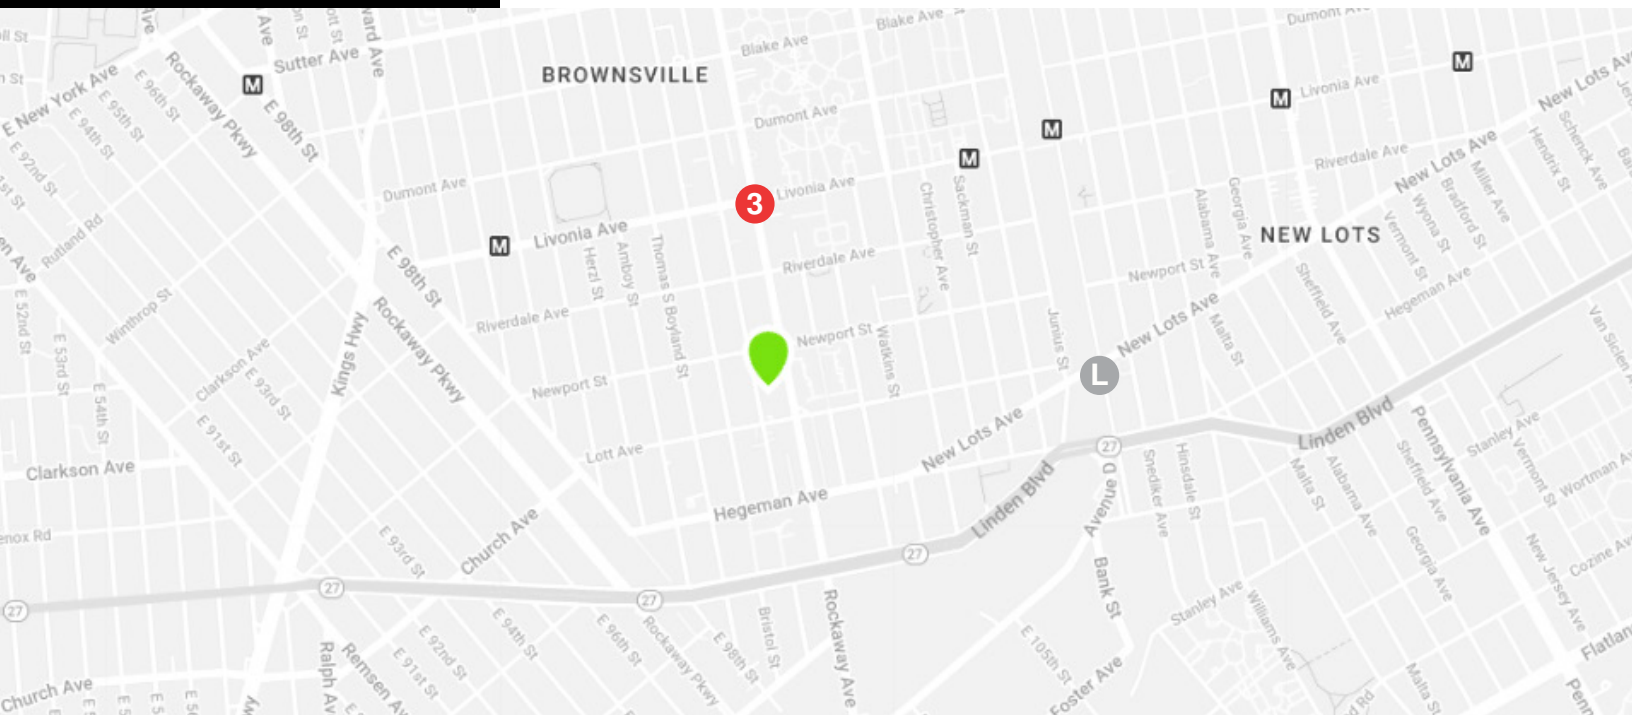 Dumont Ave
Blake Ave
Blake Ave
Sutter Ave
BROWNSVILLE
M
M
E New York Ave
Rockaway Pkwy
E 98th St
E 96th St
E 95th St
E 94th St
E 92nd St
Livonia Ave
M
New Lots Ave
Dumont Ave
M
M
Hendrix St
Schenck Ave
Riverdale Ave
New Lots Ave
Dumont Ave
Livonia Ave
3
Christopher Ave
Sackman St
Alabama Ave
Georgia Ave
Vermont St
Wyona St
Bradford St
Miller Ave
Rutland Rd
Livonia Ave
M
NEW LOTS
Herzl St
Amboy St
Thomas S Boyland St
Riverdale Ave
Newport St
Hegeman Ave
Sheffield Ave
E 98th St
Winthrop St
E 52nd St
E 53rd St
E 54th St
Kings Hwy
Rockaway Pkwy
Riverdale Ave
Newport St
Watkins St
Junius St
New Lots Ave
Malta St
Van Siclen
Clarkson Ave
E 93rd St
E 91st St
Newport St
L
Lott Ave
New Lots Ave
Linden Blvd
Pennsylvania Ave
Stanley Ave
Clarkson Ave
27
Avenue D
Snediker Ave
Hinsdale St
Malta St
Alabama Ave
Sheffield Ave
Vermont St
Wortman
Hegeman Ave
Linden Blvd
Church Ave
E 93rd St
27
27
27
27
Bank St
Georgia Ave
New Jersey Ave
Cozine
Stanley Ave
Williams Ave
Rockaway Ave
Bristol St
E 98th St
Rockaway Pkwy
E 96th St
E 94th St
E 92nd St
E 91st St
Remsen
Ralph
E 105th St
Foster Ave
Malta St
Church Ave